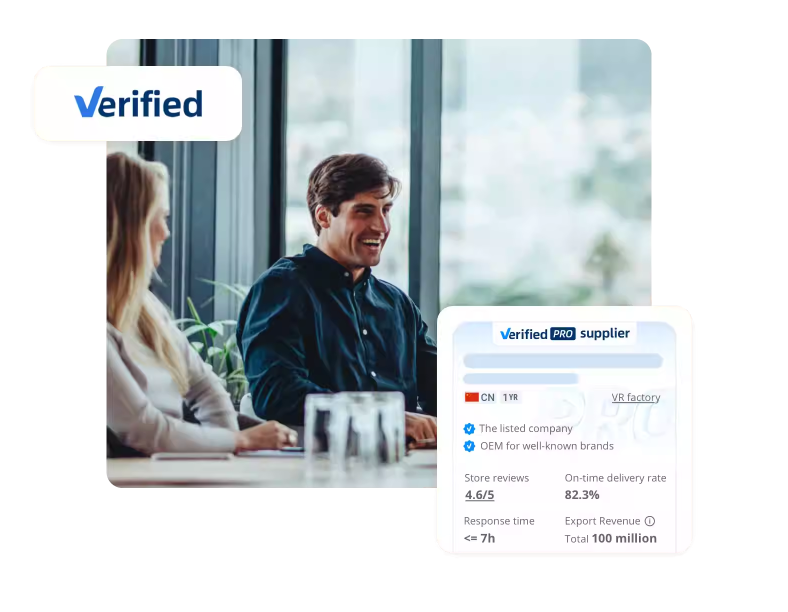 Verified
Verified PRO supplier
CN 1YR VR factory
PRO
The listed company
OEM for well-known brands
Store reviews On-time delivery rate
4.6/5 82.3%
Response time Export Revenue
<= 7h Total 100 million